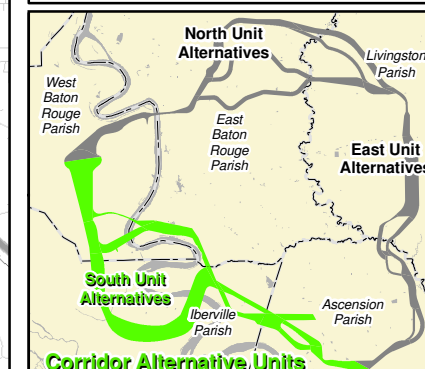 North Unit
Alternatives
Livingston
Parish
West
Baton
Rouge
Parish
East
Baton
Rouge
Parish
East Unit
Alternatives
South Unit
Alternatives
Iberville
Parish
Ascension
Parish
Corridor Alternative Units